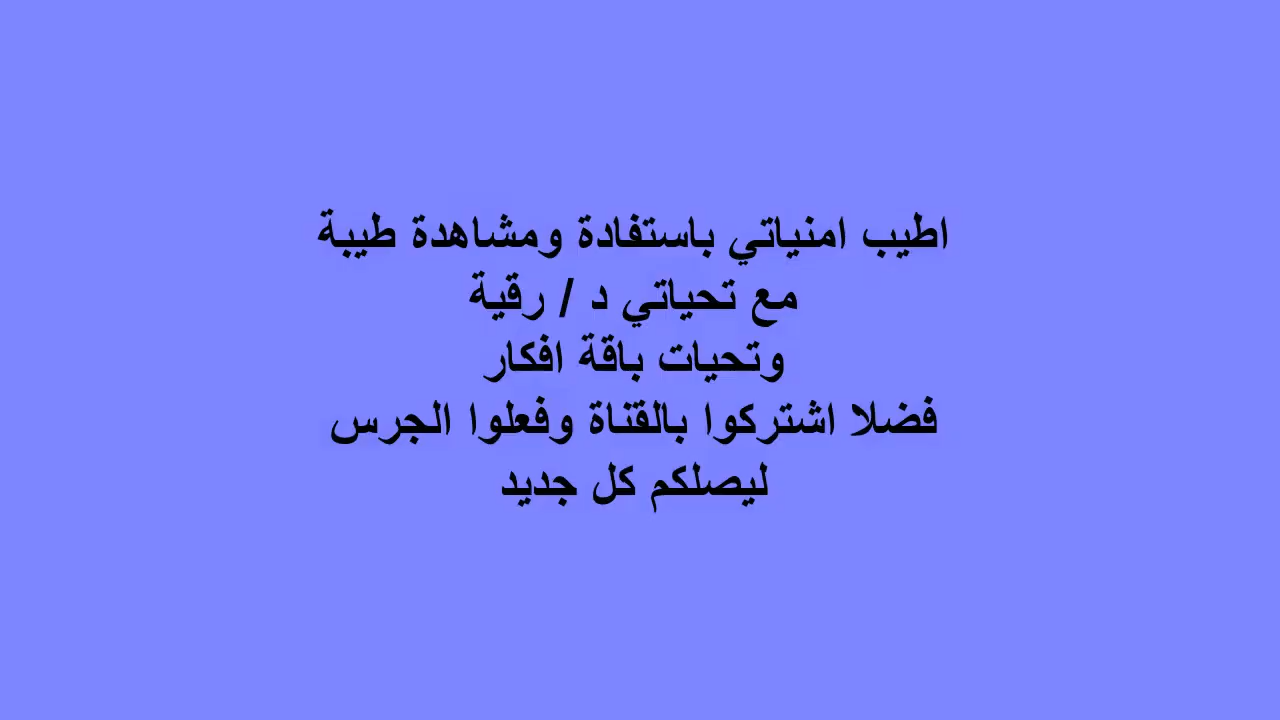 اطيب امنياتي باستفادة ومشاهدة طيبة
مع تحياتي د / رقية
وتحيات باقة افكار
فضلا اشتركوا بالقناة وفعلوا الجرس
ليصلكم كل جديد